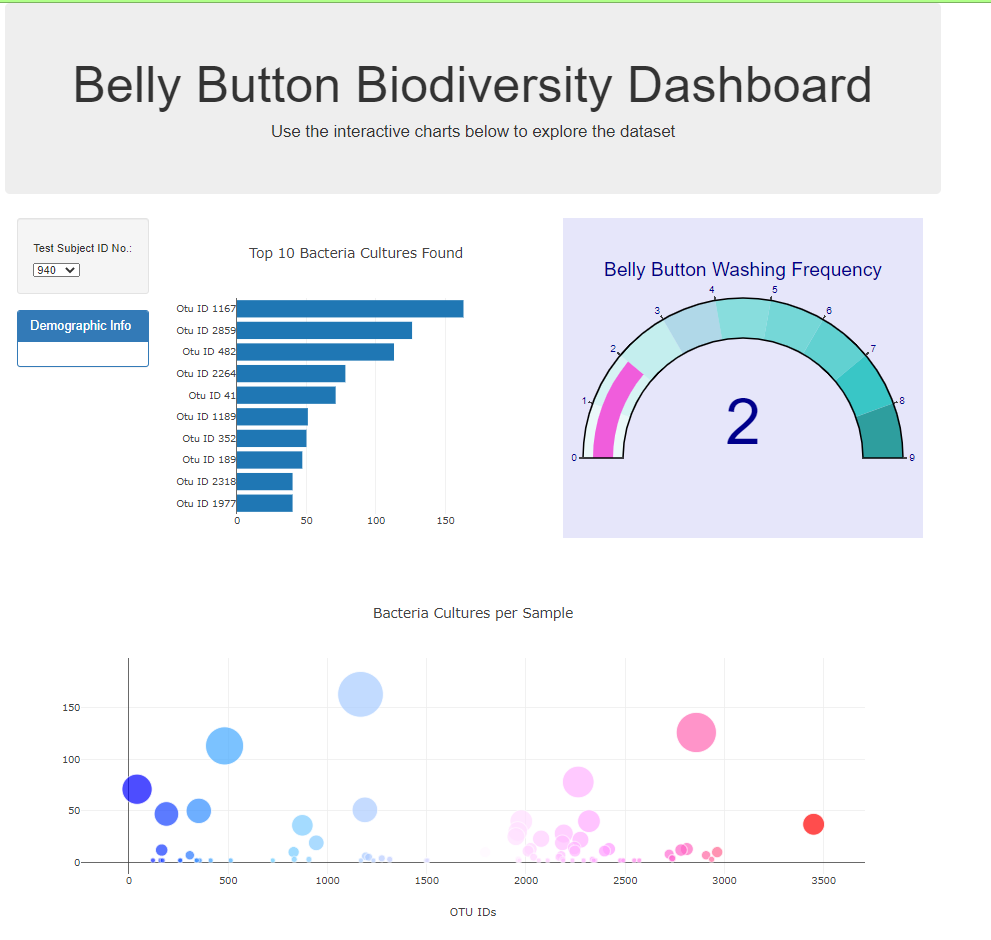 Belly Button Biodiversity Dashboard
Use the interactive charts below to explore the dataset
Test Subject ID No.:
940
Demographic Info
Top 10 Bacteria Cultures Found
Otu ID 1167
Otu ID 2859
Otu ID 482
Otu ID 2264
Otu ID 41
Otu ID 1189
Otu ID 352
Otu ID 189
Otu ID 2318
Otu ID 1977
0 50 100 150
Belly Button Washing Frequency
0 1 2 3 4 5 6 7 8 9
2
Bacteria Cultures per Sample
150
100
50
0
0 500 1000 1500 2000 2500 3000 3500
OTU IDs